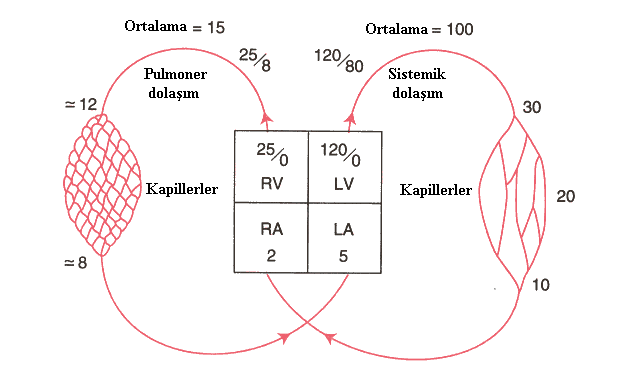 Ortalama = 15
Ortalama = 100
25/8
120/80
Pulmoner
dolaşım
Sistemik
dolaşım
≃ 12
30
25/0
120/0
RV
LV
Kapillerler
Kapillerler
20
RA
LA
2
5
≃ 8
10